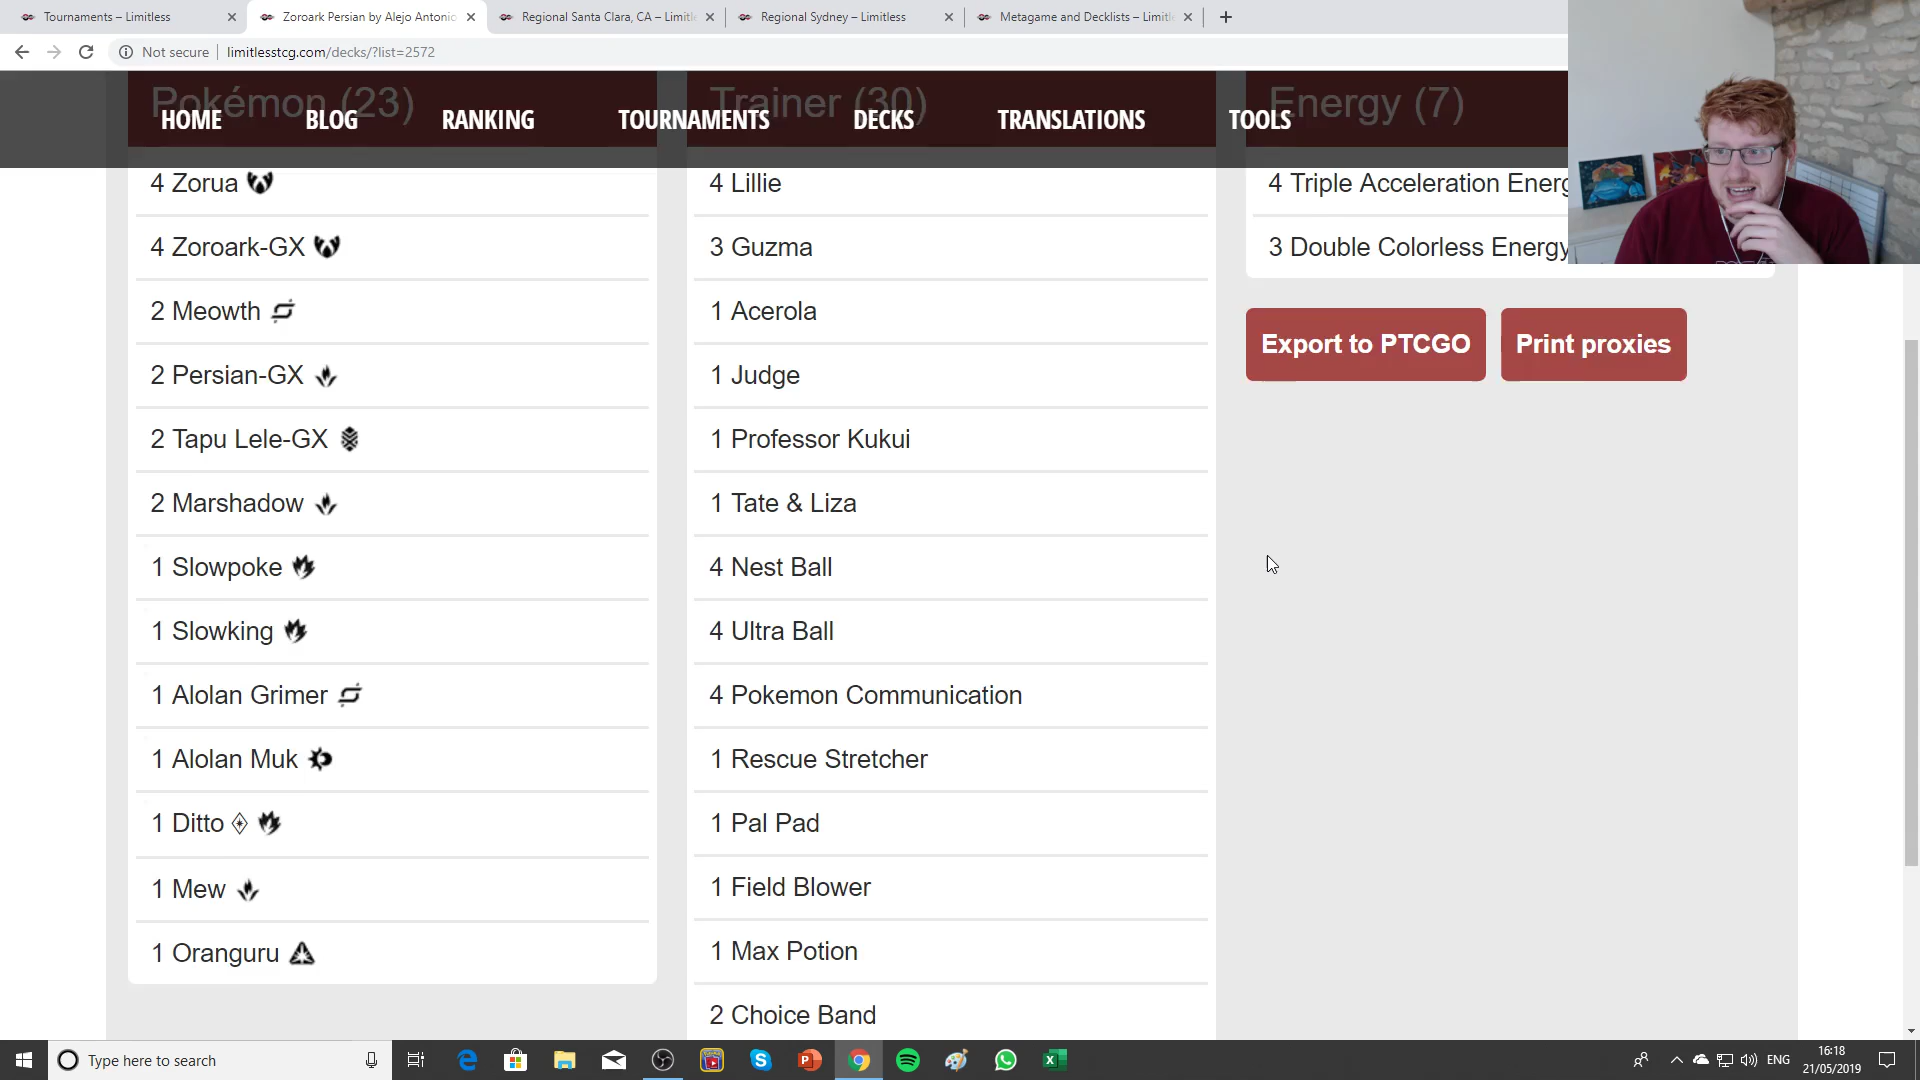 Tournaments – Limitless
Zoroark Persian by Alejo Antonio
Regional Santa Clara, CA – Limitl
Regional Sydney – Limitless
Metagame and Decklists – Limitl
Not secure
limitlesstcg.com/decks/?list=2572
Pokémon (23)
Trainer (30)
Energy (7)
HOME
BLOG
RANKING
TOURNAMENTS
DECKS
TRANSLATIONS
TOOLS
4 Zorua
4 Zoroark-GX
2 Meowth
2 Persian-GX
2 Tapu Lele-GX
2 Marshadow
1 Slowpoke
1 Slowking
1 Alolan Grimer
1 Alolan Muk
1 Ditto
1 Mew
1 Oranguru
4 Lillie
3 Guzma
1 Acerola
1 Judge
1 Professor Kukui
1 Tate & Liza
4 Nest Ball
4 Ultra Ball
4 Pokemon Communication
1 Rescue Stretcher
1 Pal Pad
1 Field Blower
1 Max Potion
2 Choice Band
4 Triple Acceleration Energ
3 Double Colorless Energy
Export to PTCGO
Print proxies
Type here to search
ENG
16:18
21/05/2019